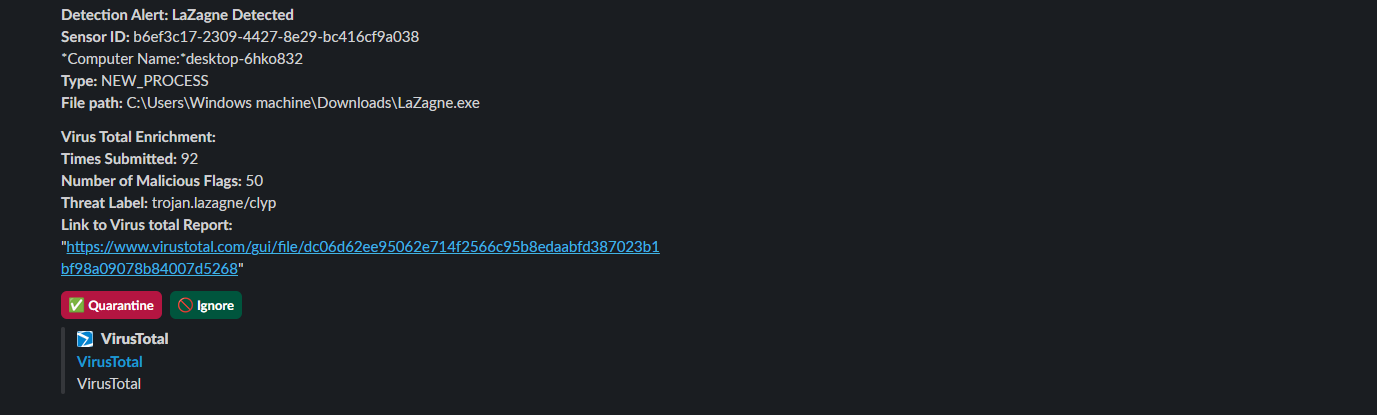 Detection Alert: LaZagne Detected
Sensor ID: b6ef3c17-2309-4427-8e29-bc416cf9a038
*Computer Name:*desktop-6hko832
Type: NEW_PROCESS
File path: C:\Users\Windows machine\Downloads\LaZagne.exe
Virus Total Enrichment:
Times Submitted: 92
Number of Malicious Flags: 50
Threat Label: trojan.lazagne/clyp
Link to Virus total Report:
"https://www.virustotal.com/gui/file/dc06d62ee95062e714f2566c95b8edaabfd387023b1
bf98a09078b84007d5268"
Quarantine Ignore
VirusTotal
VirusTotal
VirusTotal